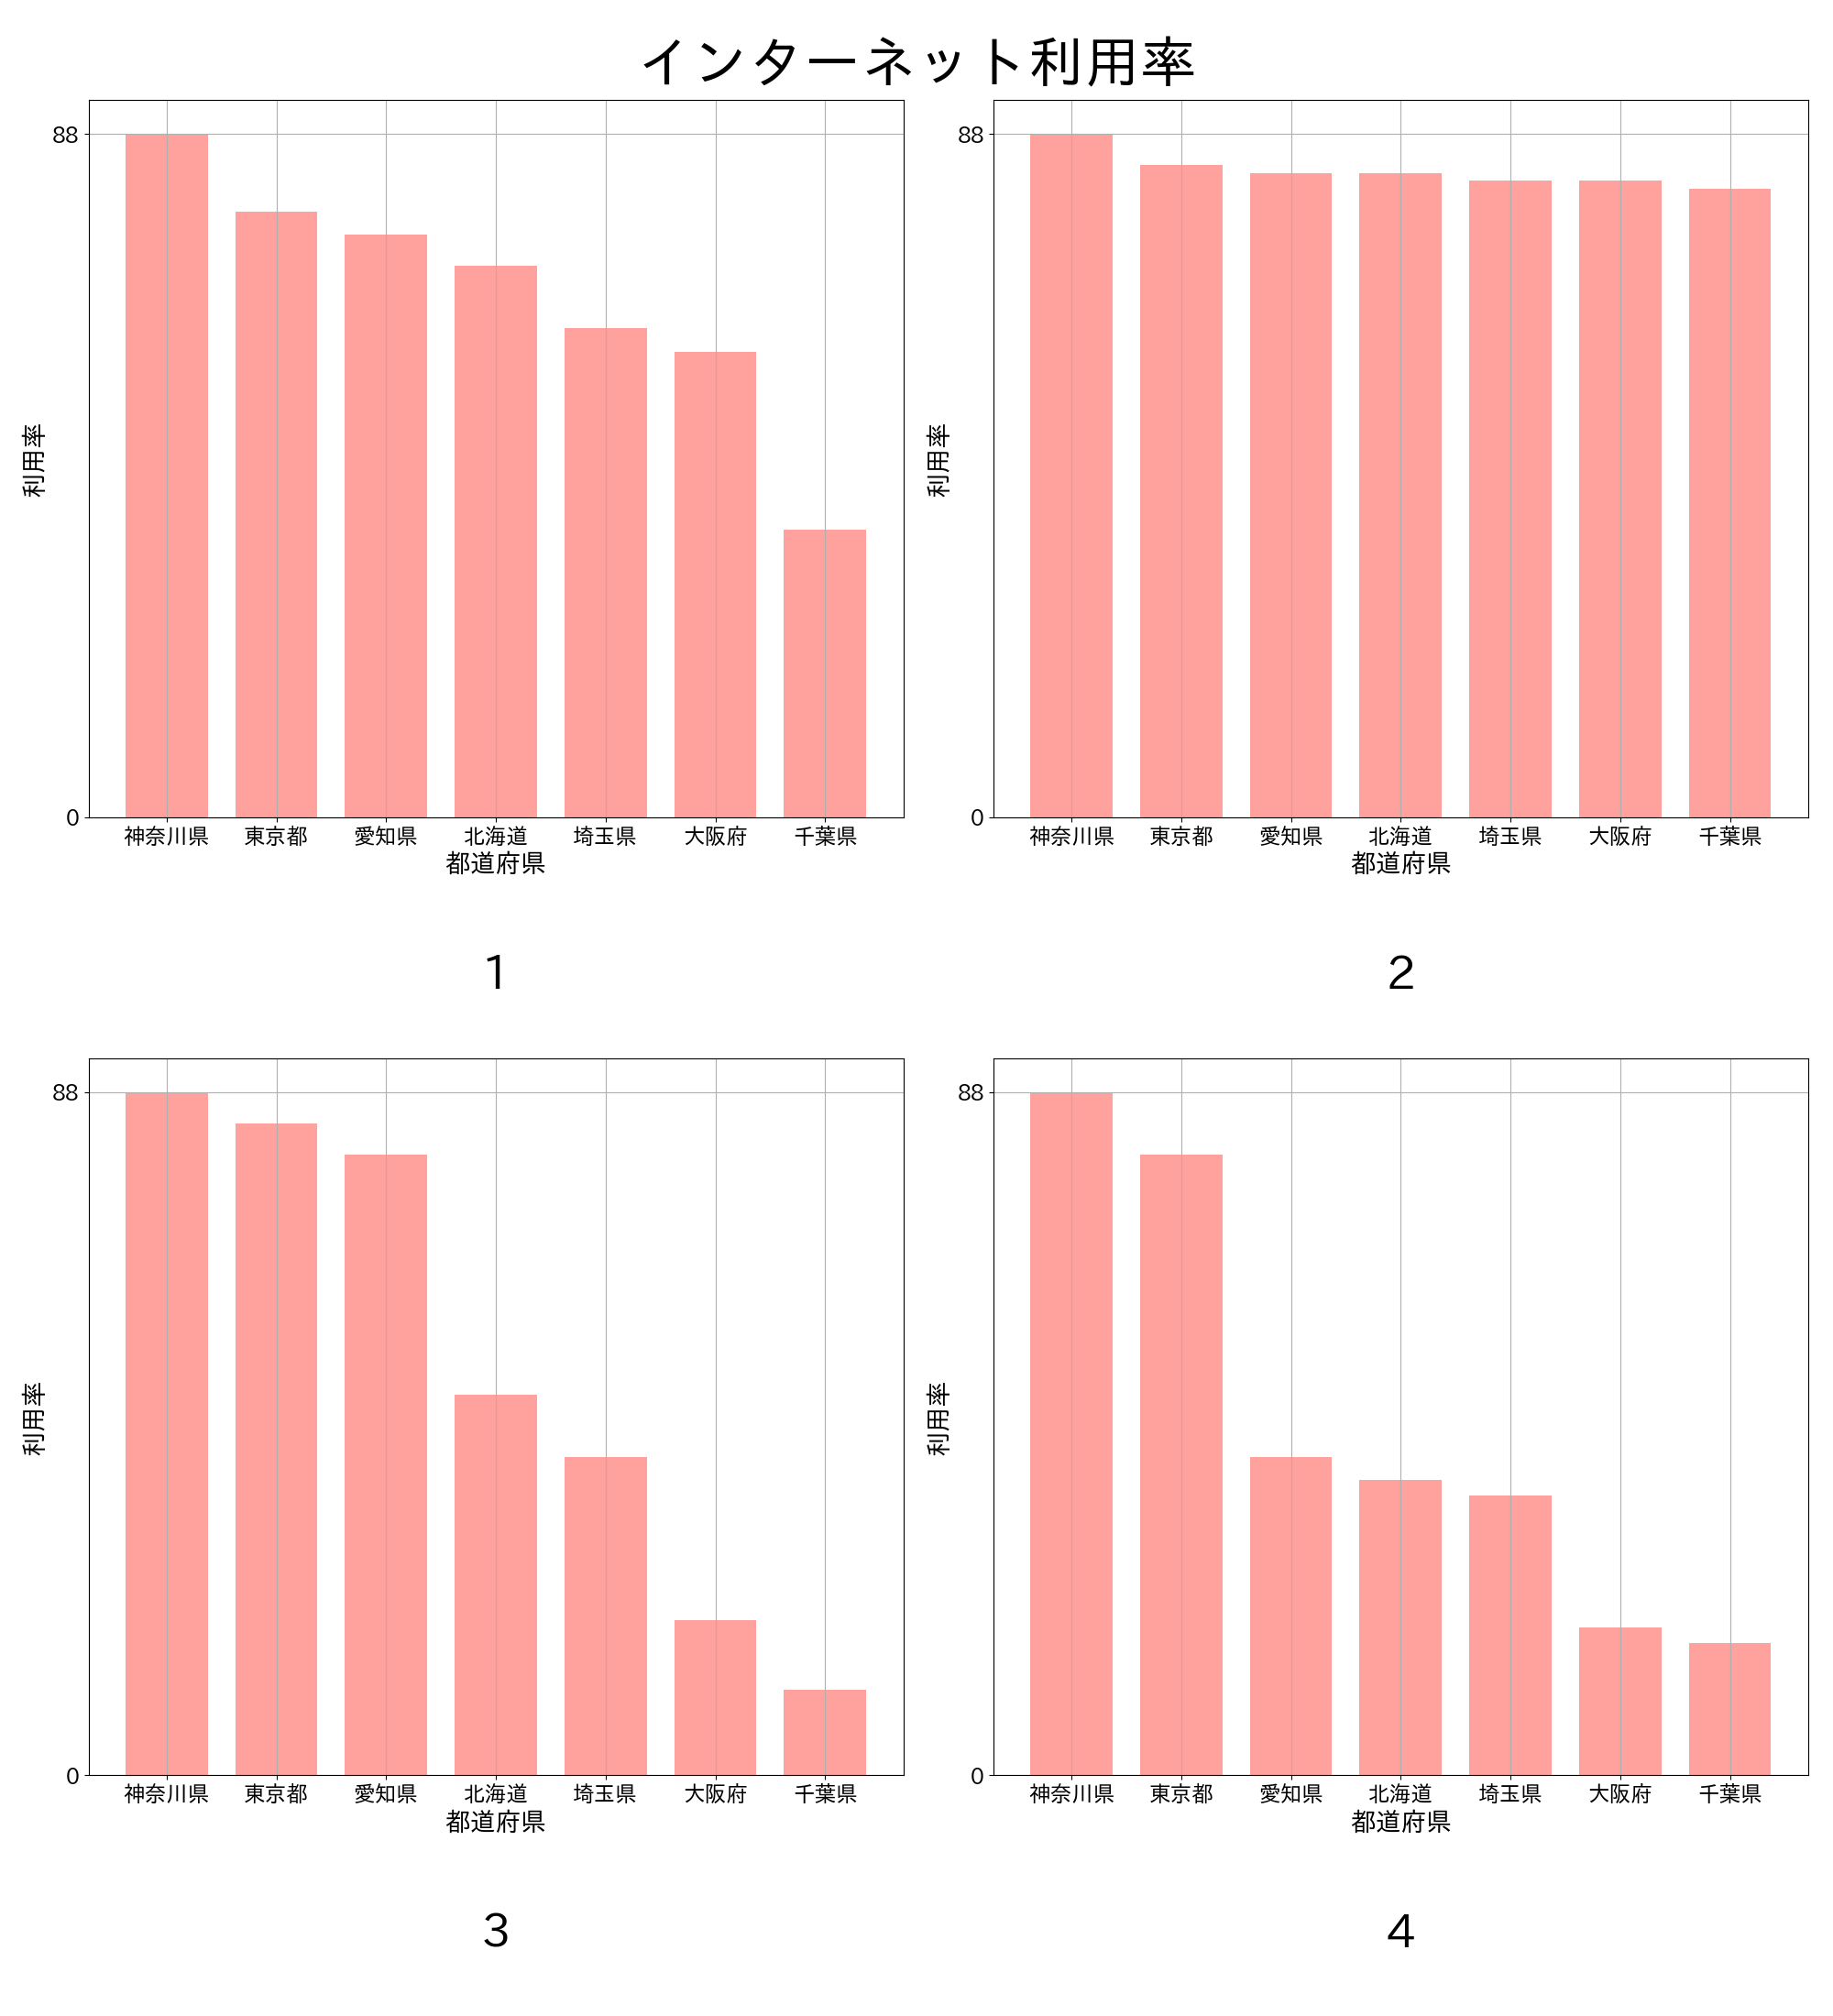 インターネット利用率
88
0
利用率
神奈川県 東京都 愛知県 北海道 埼玉県 大阪府 千葉県
都道府県
1
88
0
利用率
神奈川県 東京都 愛知県 北海道 埼玉県 大阪府 千葉県
都道府県
2
88
0
利用率
神奈川県 東京都 愛知県 北海道 埼玉県 大阪府 千葉県
都道府県
3
88
0
利用率
神奈川県 東京都 愛知県 北海道 埼玉県 大阪府 千葉県
都道府県
4